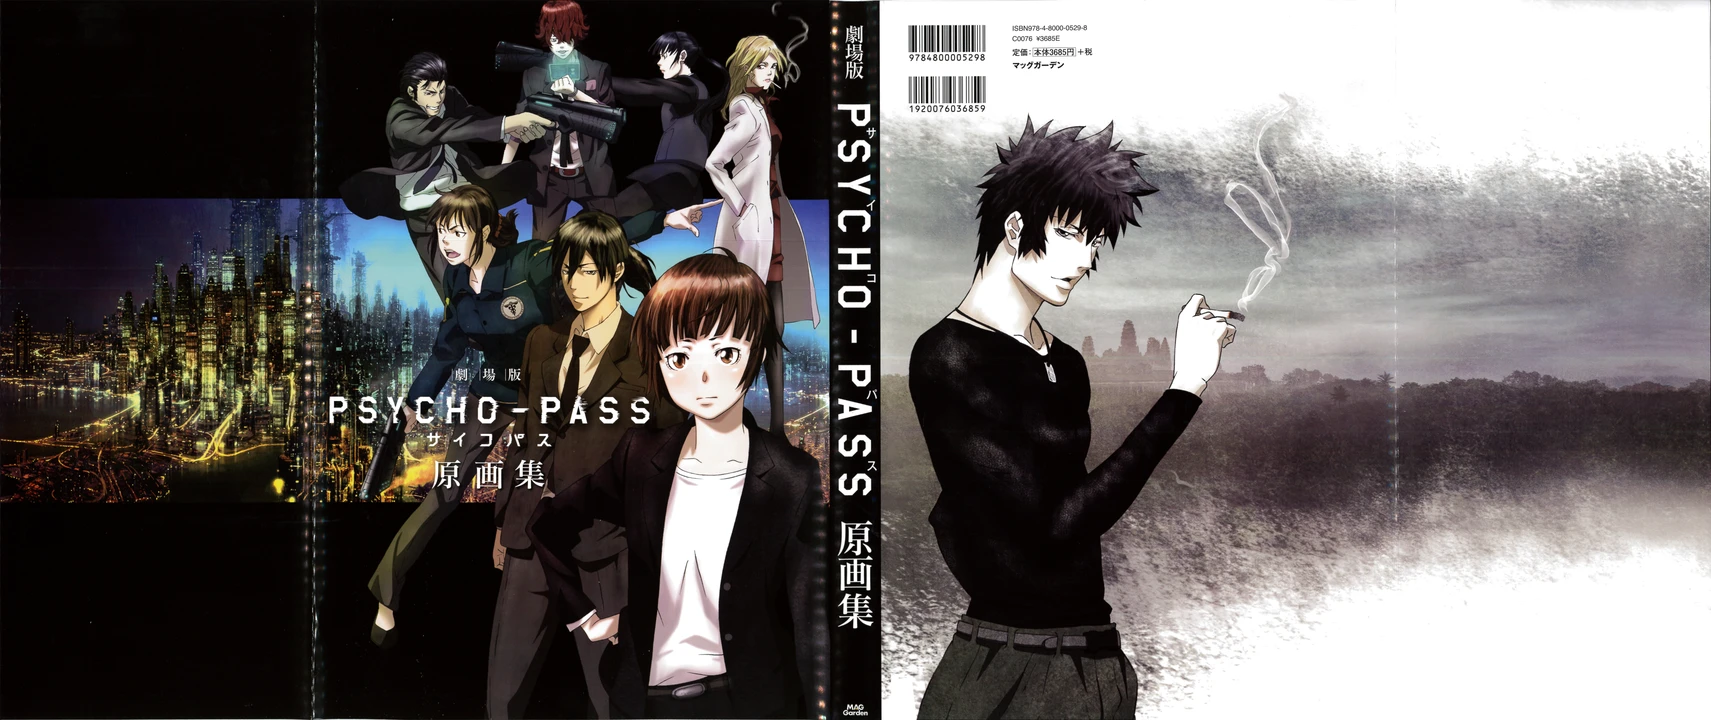 劇場版
PSYCHO-PASS
サイコパス
原画集
劇場版
PSYCHO-PASS
サイコパス
原画集
MAG
Garden
9784800005298
1920076036859
ISBN978-4-8000-0529-8
C0076 ¥3685E
定価:本体3685円+税
マッグガーデン